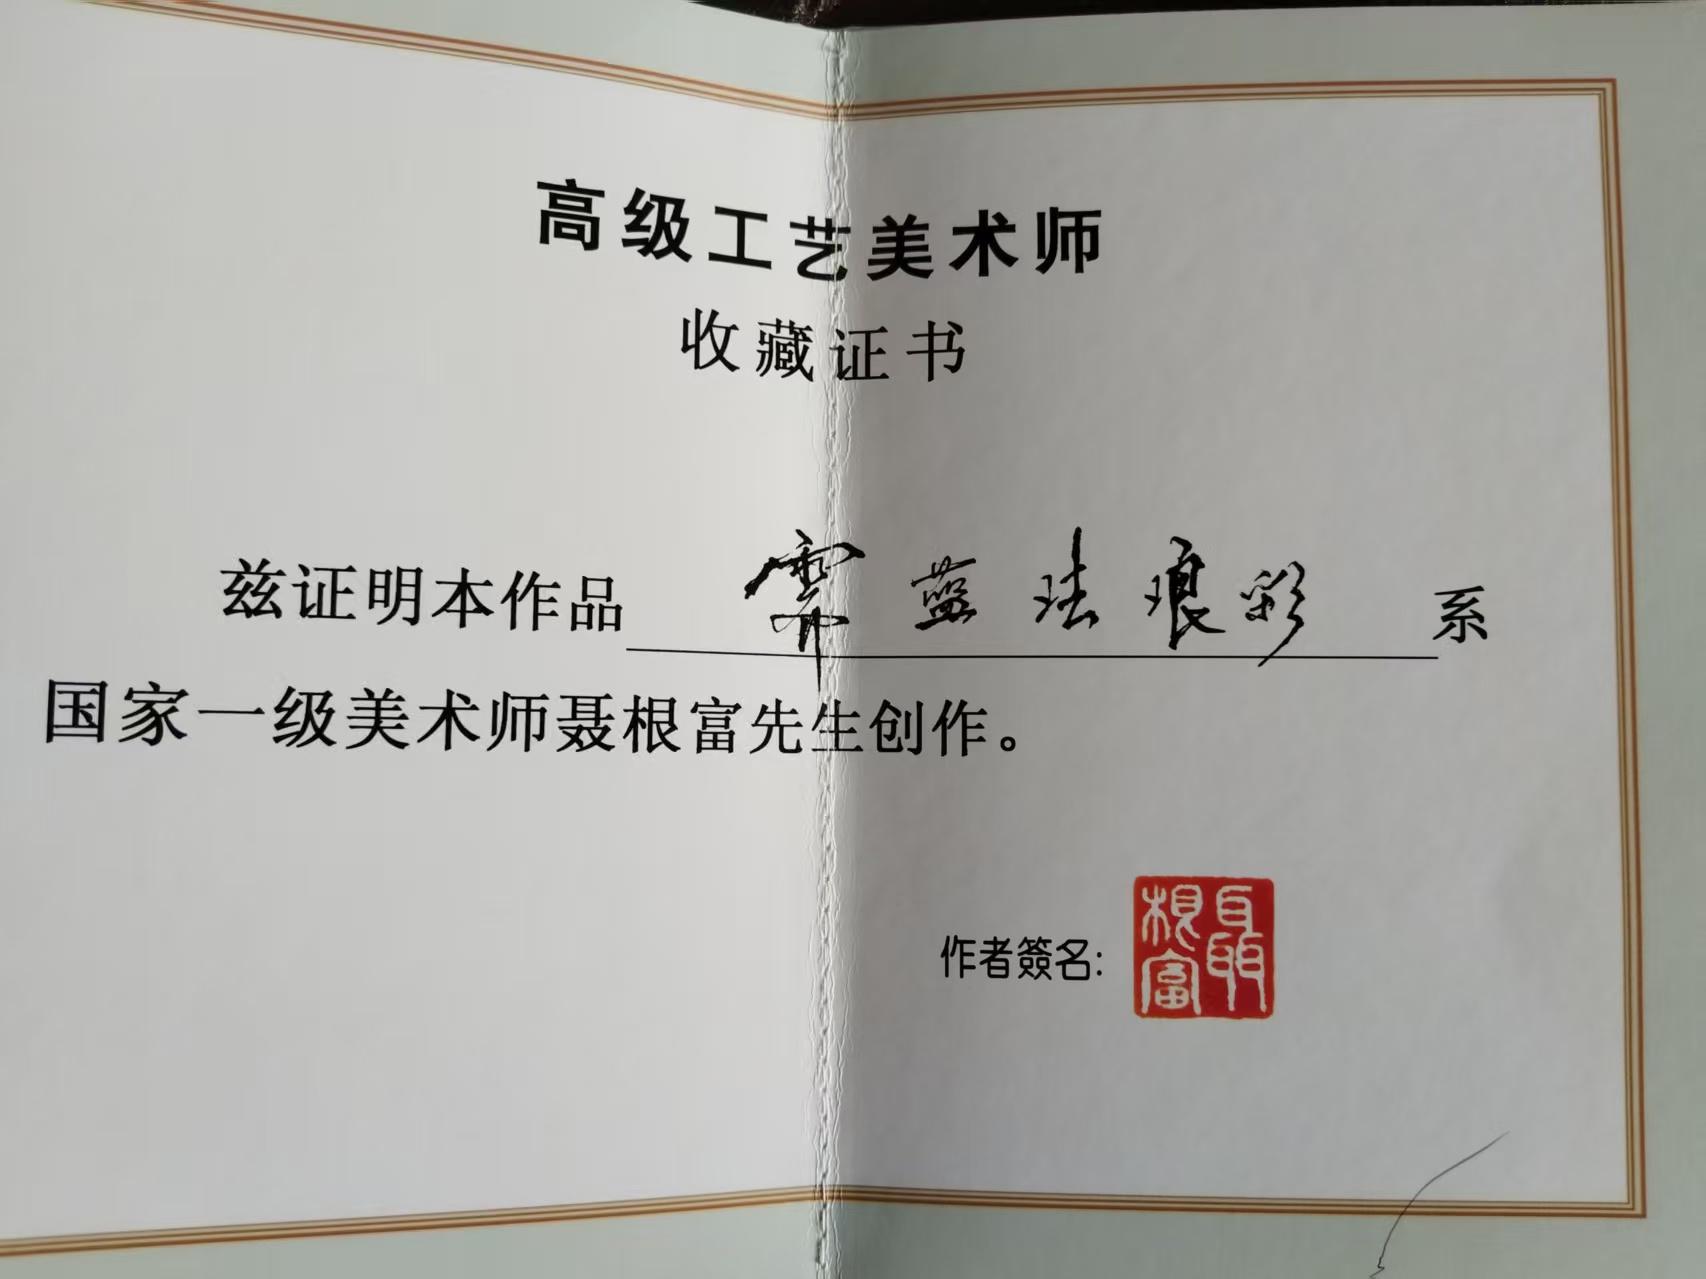 高级工艺美术师
收藏证书
兹证明本作品霁蓝珐琅彩系
国家一级美术师聂根富先生创作。
作者簽名:
聂根富